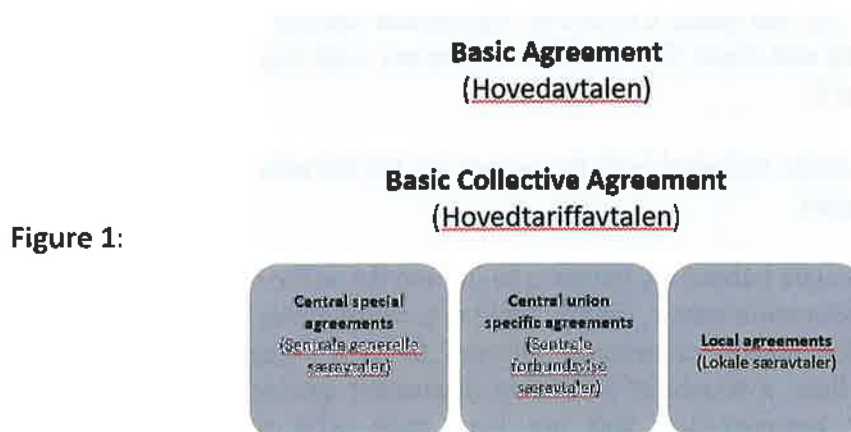 Basic Agreement
(Hovedavtalen)
Basic Collective Agreement
(Hovedtariffavtalen)
Figure 1:
Central special
agreements
(Sentrale generelle
særavtaler)
Central union
specific agreements
(Sentrale
forbundsvise
særavtaler)
Local agreements
(Lokale særavtaler)